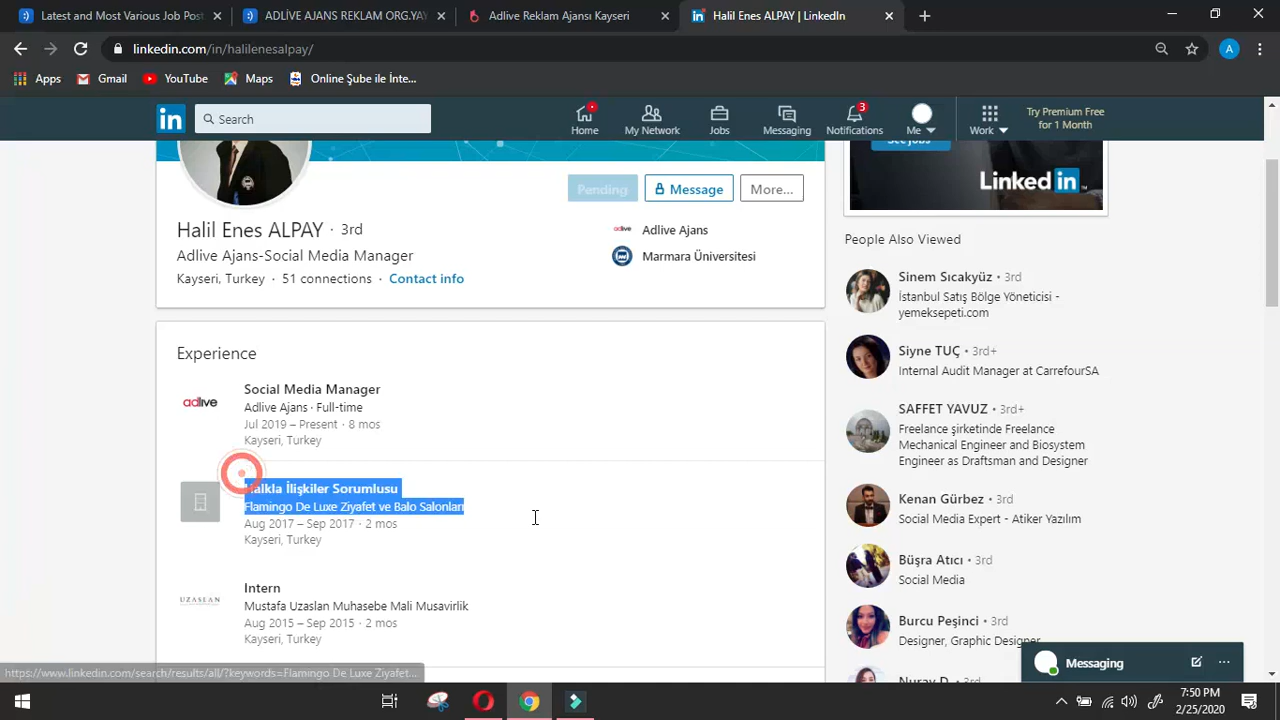 Latest and Most Various Job Post
ADLİVE AJANS REKLAM ORG.YAY
Adlive Reklam Ajansı Kayseri
Halil Enes ALPAY | LinkedIn
linkedin.com/in/halilenesalpay/
A
Apps
Gmail
YouTube
Maps
Online Şube ile İnte...
in
Search
Home
My Network
Jobs
Messaging
3
Notifications
Me
Work
Try Premium Free
for 1 Month
See jobs
Linked in
Pending
Message
More...
Halil Enes ALPAY · 3rd
Adlive Ajans-Social Media Manager
Kayseri, Turkey · 51 connections · Contact info
Adlive Ajans
Marmara Üniversitesi
Experience
adlive
Social Media Manager
Adlive Ajans · Full-time
Jul 2019 – Present · 8 mos
Kayseri, Turkey
Halkla İlişkiler Sorumlusu
Flamingo De Luxe Ziyafet ve Balo Salonları
Aug 2017 – Sep 2017 · 2 mos
Kayseri, Turkey
UZASLAN
Intern
Mustafa Uzaslan Muhasebe Mali Musavirlik
Aug 2015 – Sep 2015 · 2 mos
Kayseri, Turkey
People Also Viewed
Sinem Sıcakyüz • 3rd
İstanbul Satış Bölge Yöneticisi -
yemeksepeti.com
Siyne TUÇ • 3rd+
Internal Audit Manager at CarrefourSA
SAFFET YAVUZ • 3rd+
Freelance şirketinde Freelance
Mechanical Engineer and Biosystem
Engineer as Draftsman and Designer
Kenan Gürbez • 3rd
Social Media Expert - Atiker Yazılım
Büşra Atıcı • 3rd
Social Media
Burcu Peşinci • 3rd
Designer, Graphic Designer
Nuray D. • 3rd
Messaging
https://www.linkedin.com/search/results/all/?keywords=Flamingo De Luxe Ziyafet...
7:50 PM
2/25/2020